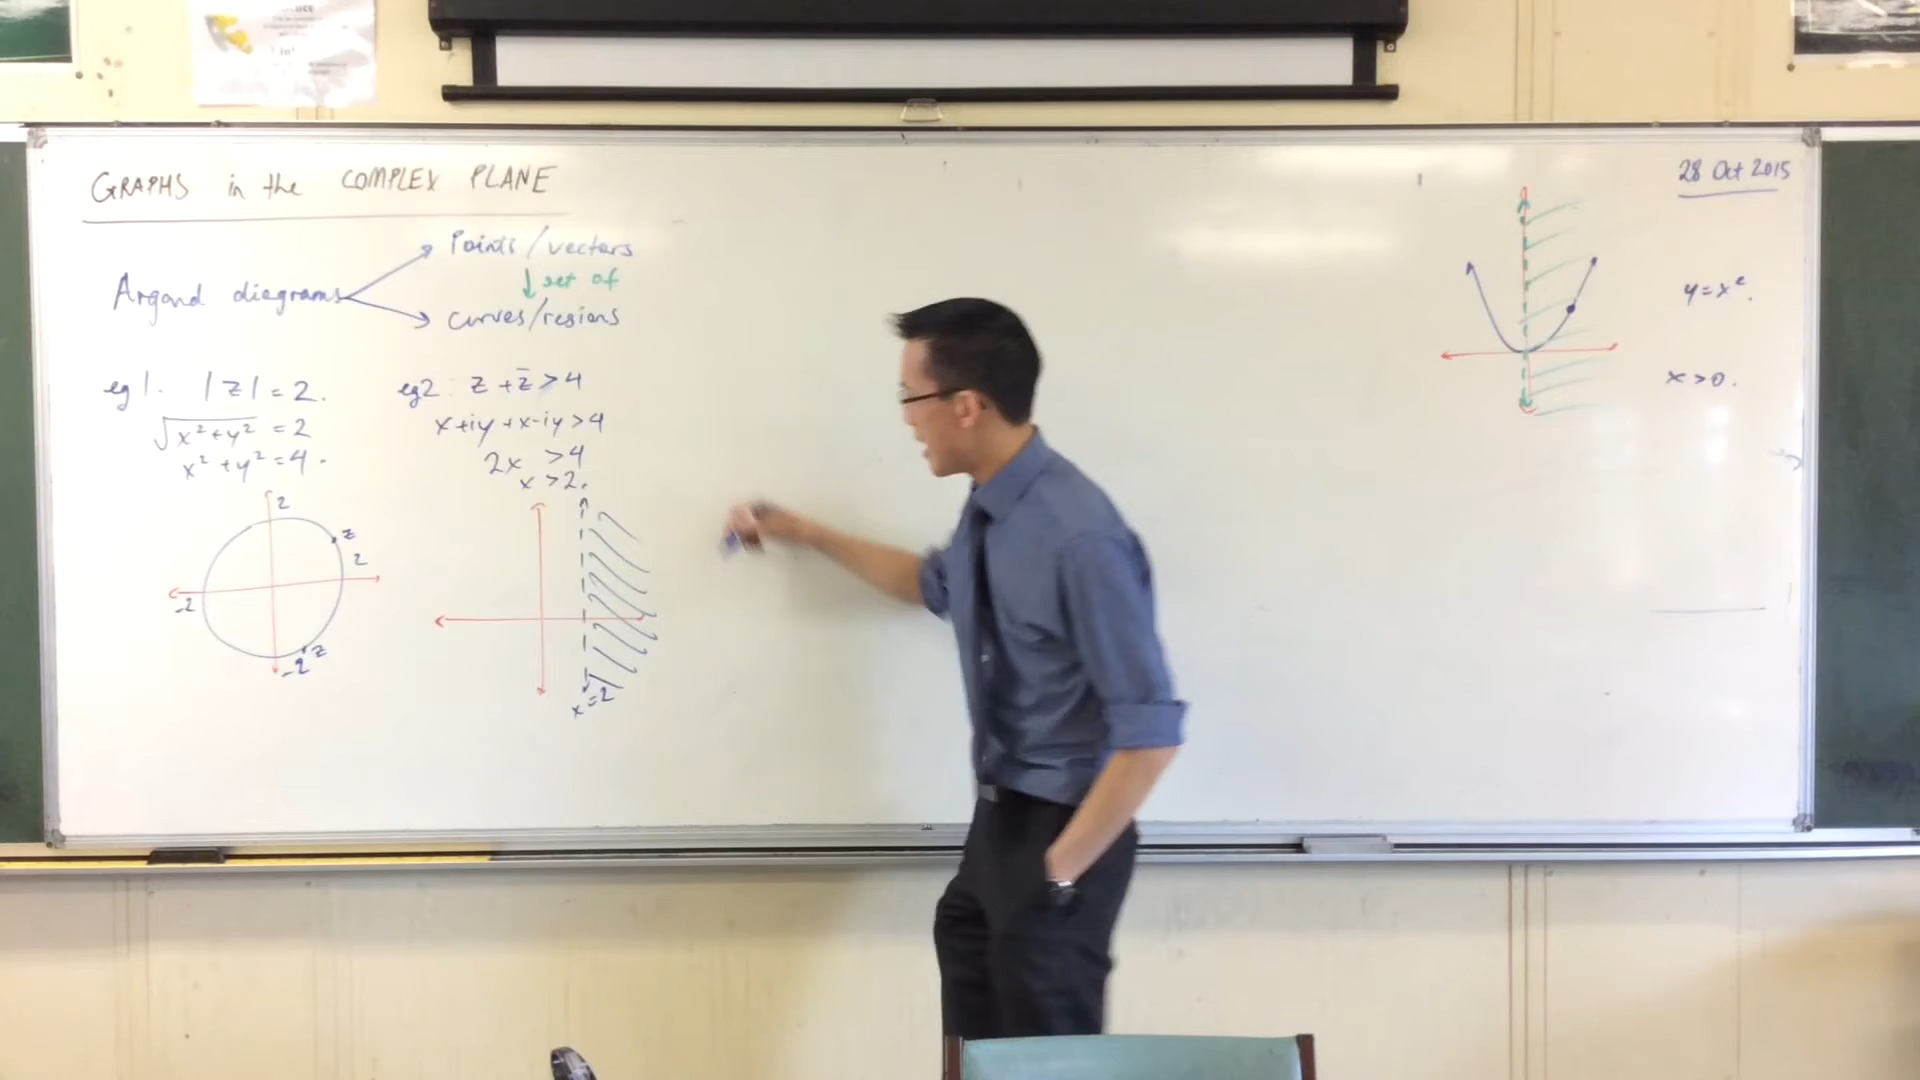 GRAPHS in the COMPLEX PLANE
28 Oct 2015
Argand diagrams
Points/vectors
↓ set of
curves/regions
eg 1. |z| = 2.
√x²+y² = 2
x² + y² = 4.
2
z
2
-2
z
-2
eg2: z + z̄ > 4
x+iy + x-iy > 4
2x > 4
x > 2.
x = 2
y = x².
x > 0.